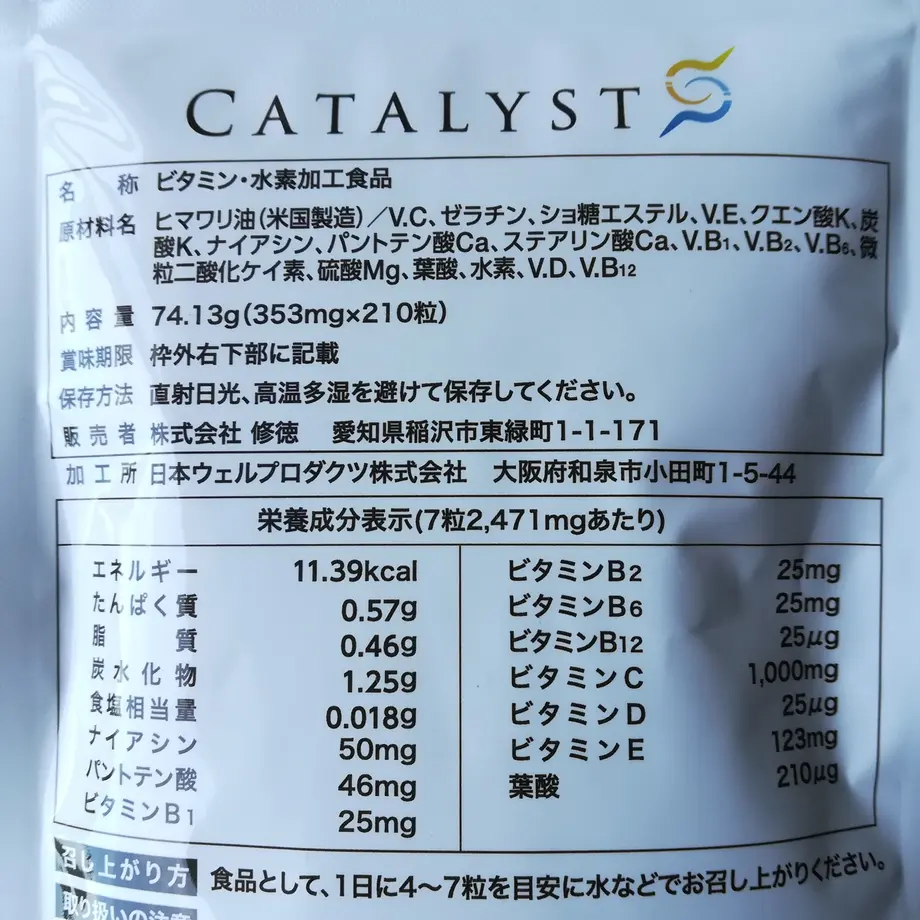 CATALYST
名称 ビタミン・水素加工食品
原材料名 ヒマワリ油(米国製造)/V.C、ゼラチン、ショ糖エステル、V.E、クエン酸K、炭
酸K、ナイアシン、パントテン酸Ca、ステアリン酸Ca、V.B1、V.B2、V.B6、微
粒二酸化ケイ素、硫酸Mg、葉酸、水素、V.D、V.B12
内容量 74.13g(353mg×210粒)
賞味期限 枠外右下部に記載
保存方法 直射日光、高温多湿を避けて保存してください。
販売者 株式会社 修徳 愛知県稲沢市東緑町1-1-171
加工所 日本ウェルプロダクツ株式会社 大阪府和泉市小田町1-5-44
栄養成分表示(7粒2,471mgあたり)
エネルギー 11.39kcal
たんぱく質 0.57g
脂質 0.46g
炭水化物 1.25g
食塩相当量 0.018g
ナイアシン 50mg
パントテン酸 46mg
ビタミンB1 25mg
ビタミンB2 25mg
ビタミンB6 25mg
ビタミンB12 25μg
ビタミンC 1,000mg
ビタミンD 25μg
ビタミンE 123mg
葉酸 210μg
召し上がり方 食品として、1日に4〜7粒を目安に水などでお召し上がりください。
取り扱いの注意